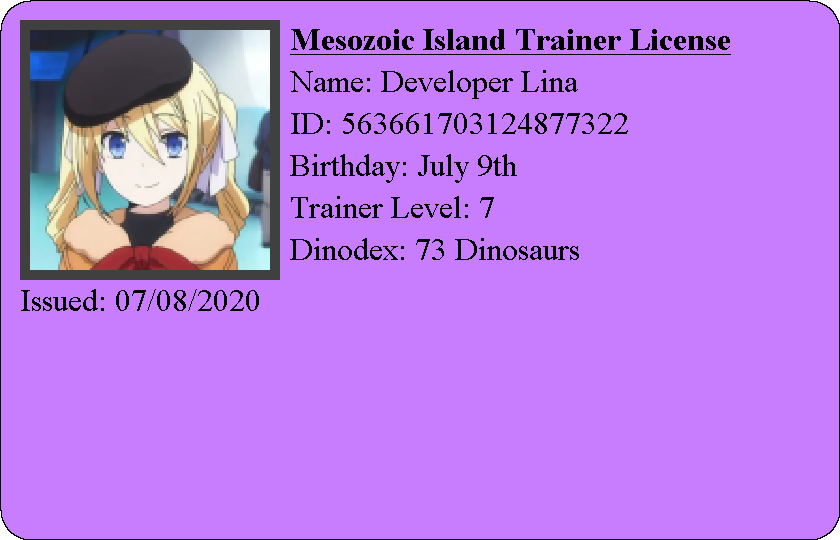 Mesozoic Island Trainer License
Name: Developer Lina
ID: 563661703124877322
Birthday: July 9th
Trainer Level: 7
Dinodex: 73 Dinosaurs
Issued: 07/08/2020